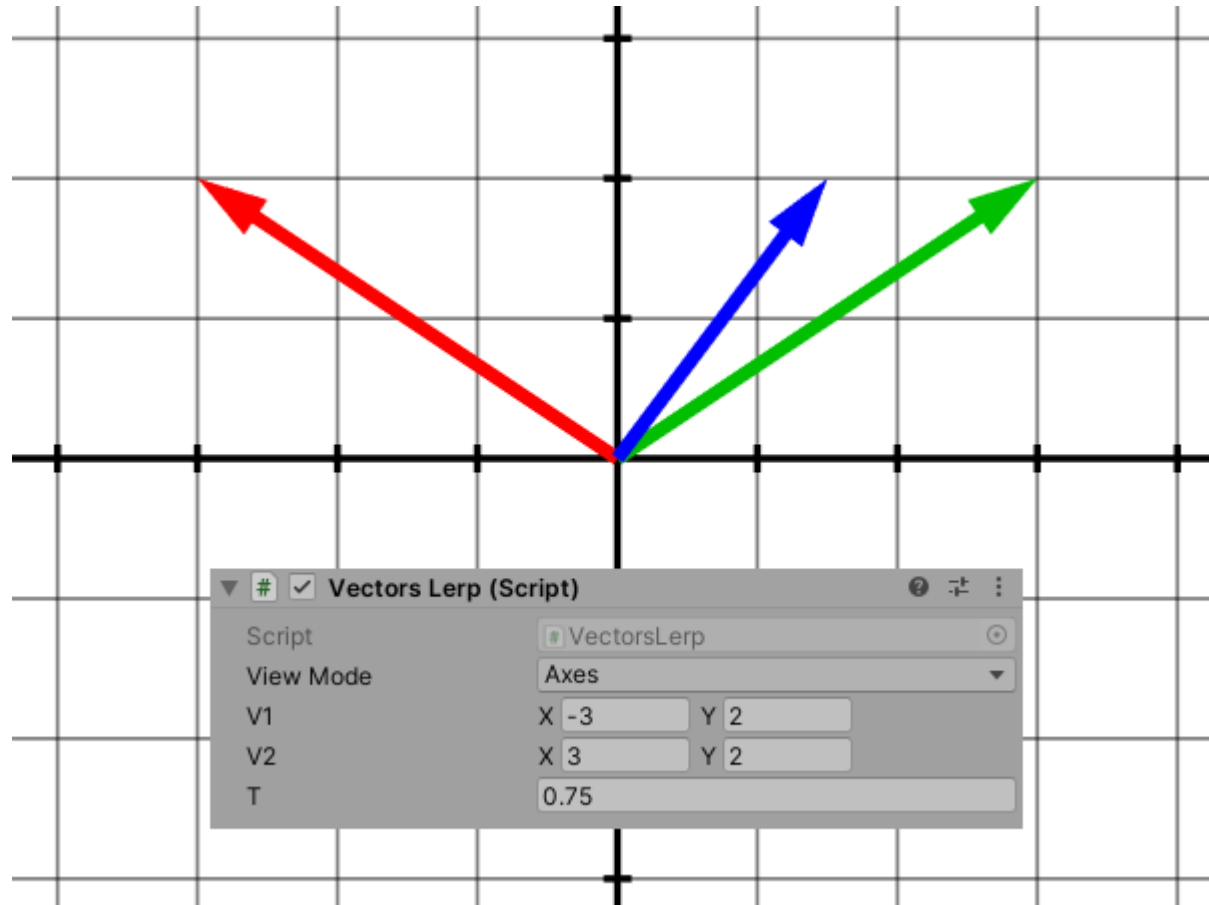 # Vectors Lerp (Script)
Script # VectorsLerp
View Mode Axes
V1 X -3 Y 2
V2 X 3 Y 2
T 0.75